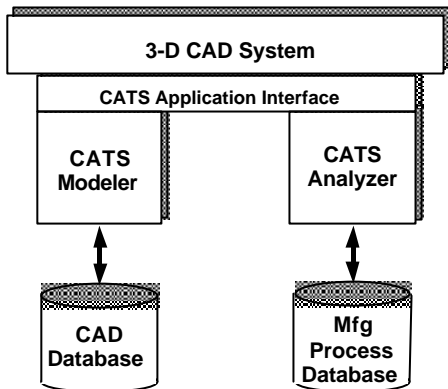 3-D CAD System
CATS Application Interface
CATS
Modeler
CATS
Analyzer
CAD
Database
Mfg
Process
Database